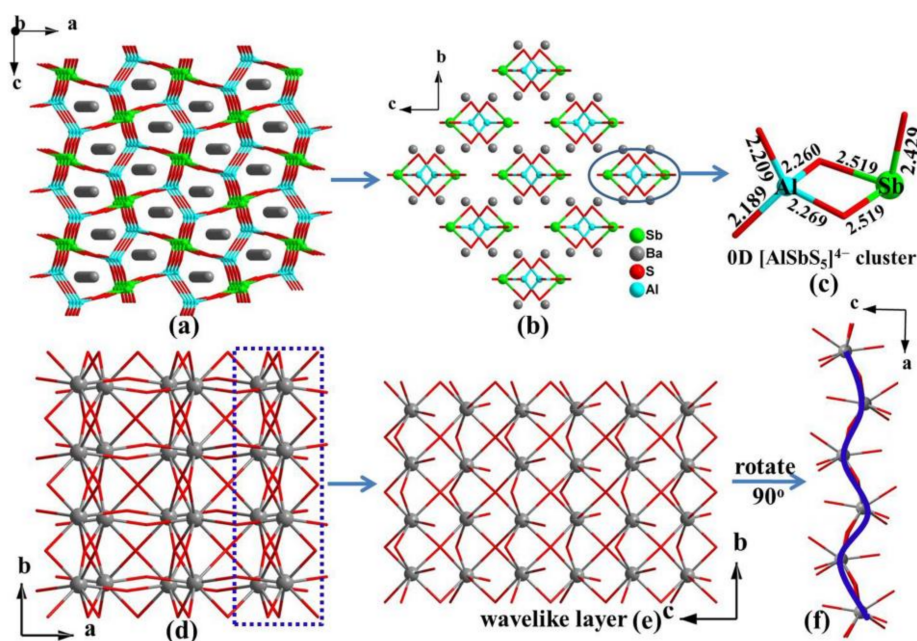 b a
c
(a)
b
c
Sb
Ba
S
Al
(b)
2.209
2.260
2.519
2.429
Al
Sb
2.189
2.269
2.519
0D [AlSbS₅]⁴⁻ cluster
(c)
b
a
(d)
wavelike layer (e)
c
b
rotate
90°
c
a
(f)